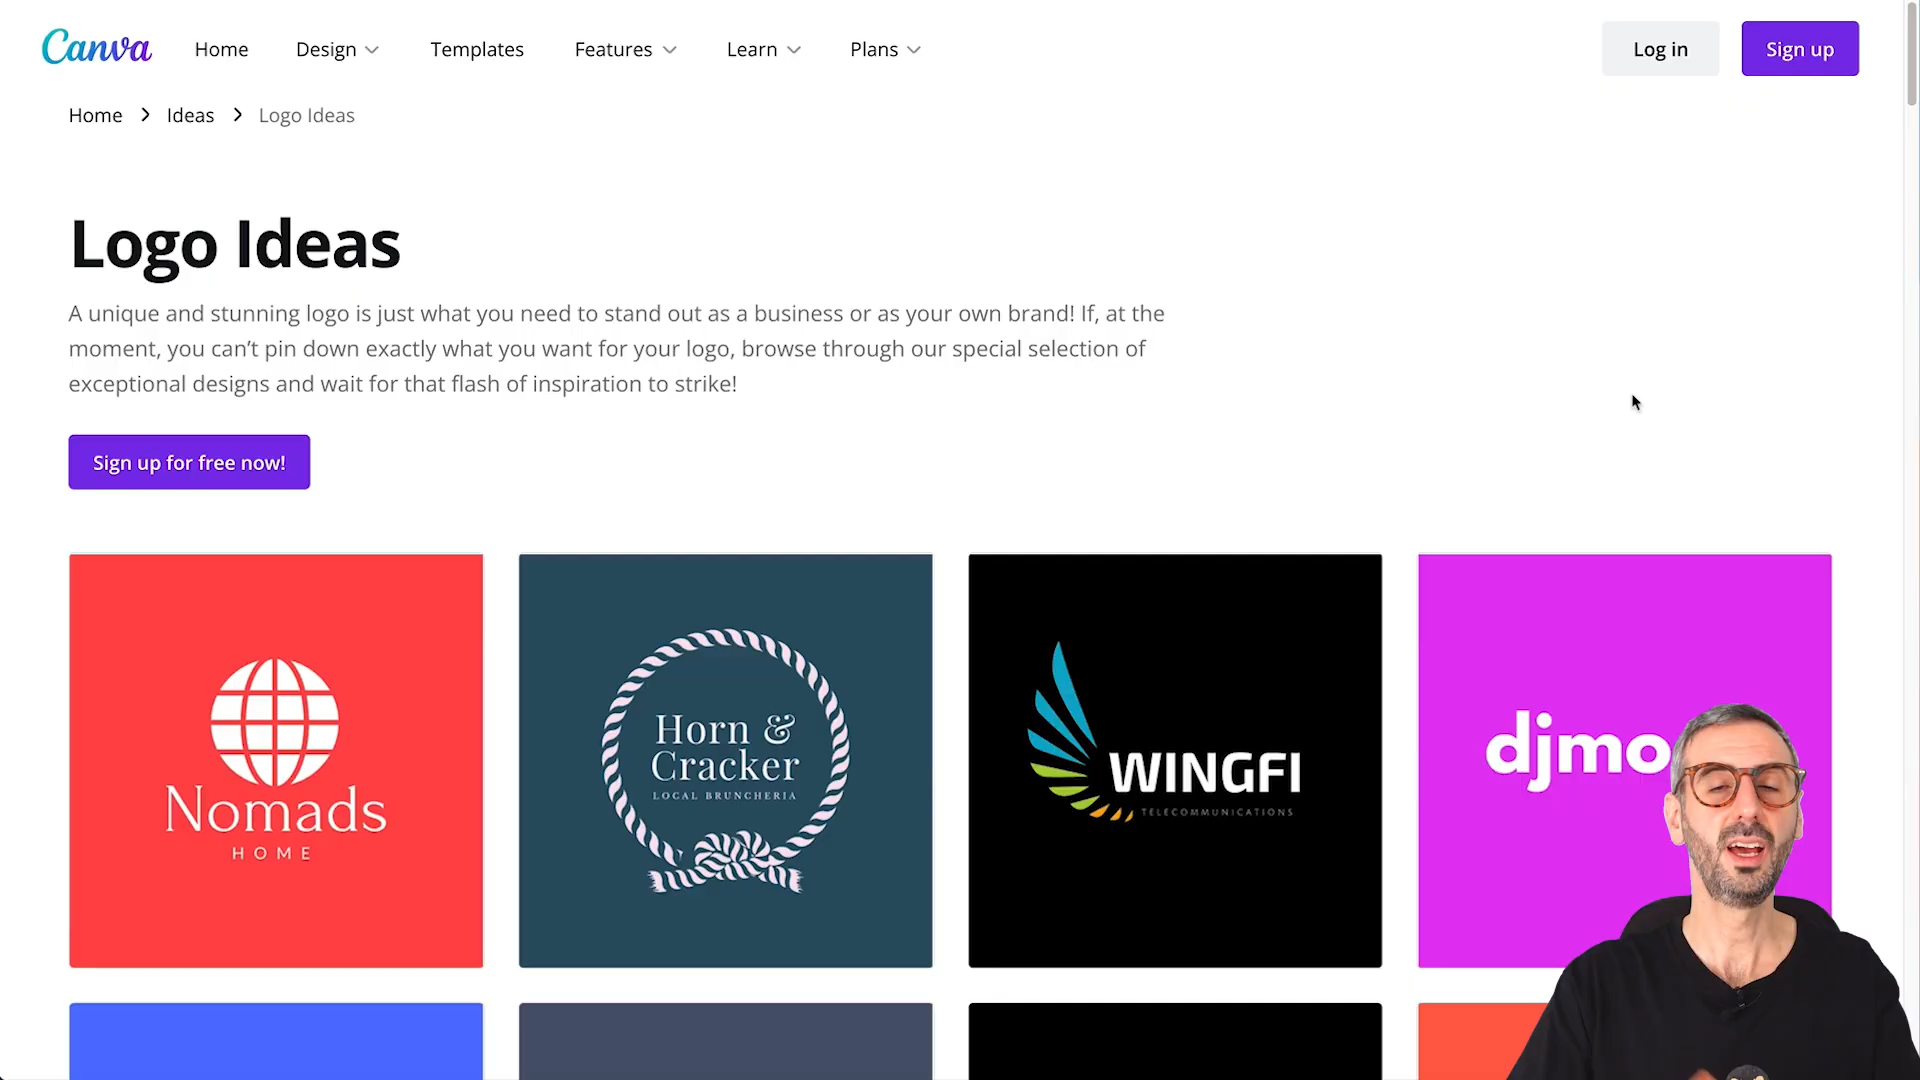 Canva
Home
Design
Templates
Features
Learn
Plans
Log in
Sign up
Home
Ideas
Logo Ideas
Logo Ideas
A unique and stunning logo is just what you need to stand out as a business or as your own brand! If, at the
moment, you can’t pin down exactly what you want for your logo, browse through our special selection of
exceptional designs and wait for that flash of inspiration to strike!
Sign up for free now!
Nomads
HOME
Horn &
Cracker
LOCAL BRUNCHERIA
WINGFI
TELECOMMUNICATIONS
djmo